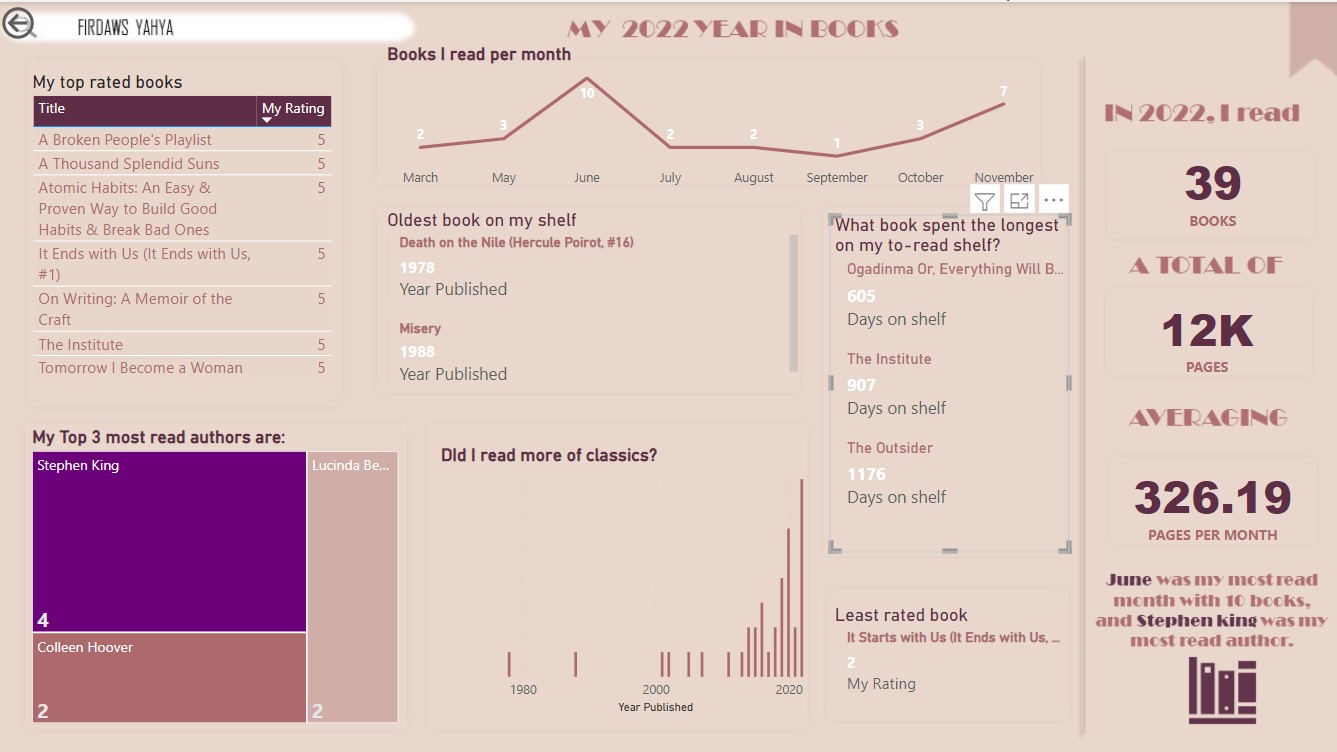 FIRDAWS YAHYA
MY 2022 YEAR IN BOOKS
My top rated books
Title My Rating
A Broken People's Playlist 5
A Thousand Splendid Suns 5
Atomic Habits: An Easy & 5
Proven Way to Build Good
Habits & Break Bad Ones
It Ends with Us (It Ends with Us, 5
#1)
On Writing: A Memoir of the 5
Craft
The Institute 5
Tomorrow I Become a Woman 5
Books I read per month
2 3 10 2 2 1 3 7
March May June July August September October November
Oldest book on my shelf
Death on the Nile (Hercule Poirot, #16)
1978
Year Published
Misery
1988
Year Published
What book spent the longest
on my to-read shelf?
Ogadinma Or, Everything Will B...
605
Days on shelf
The Institute
907
Days on shelf
The Outsider
1176
Days on shelf
My Top 3 most read authors are:
Stephen King
4
Colleen Hoover
2
Lucinda Be...
2
DId I read more of classics?
1980 2000 2020
Year Published
Least rated book
It Starts with Us (It Ends with Us, ...
2
My Rating
IN 2022, I read
39
BOOKS
A TOTAL OF
12K
PAGES
AVERAGING
326.19
PAGES PER MONTH
June was my most read
month with 10 books,
and Stephen king was my
most read author.